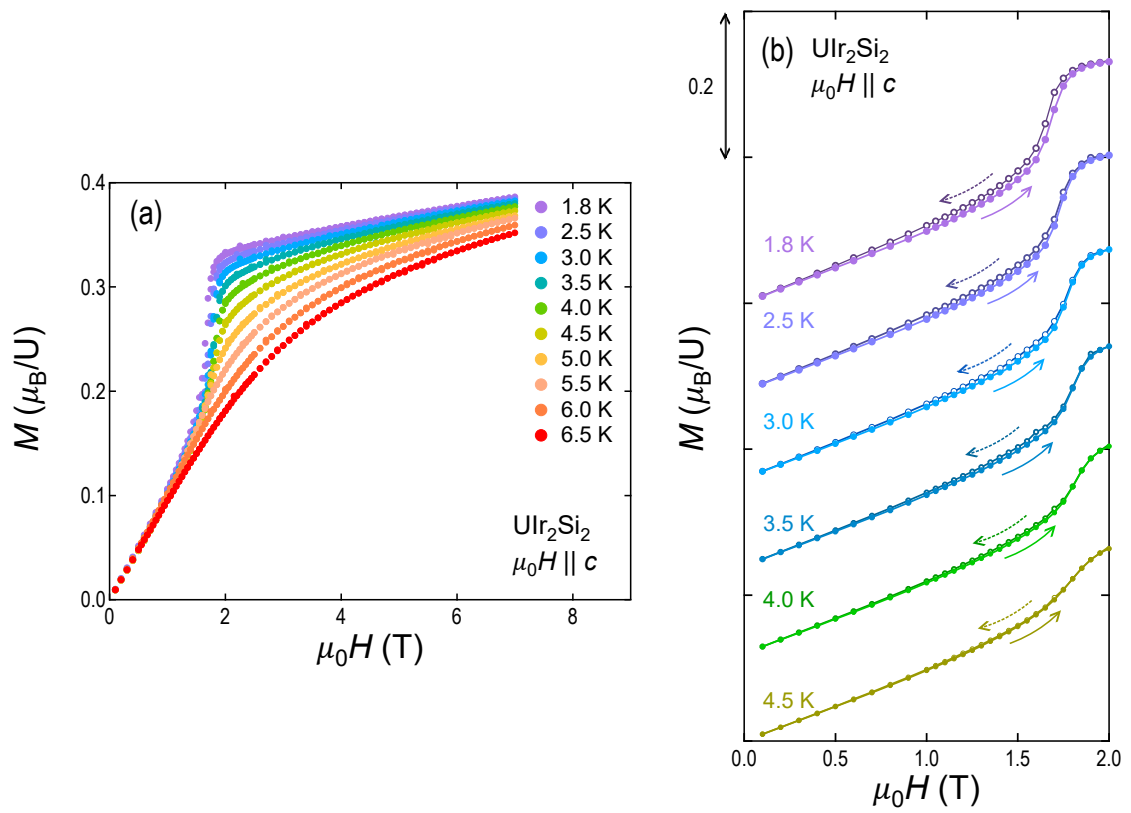 (a)
M (μB/U)
0.4
0.3
0.2
0.1
0.0
0
2
4
6
8
μ0H (T)
1.8 K
2.5 K
3.0 K
3.5 K
4.0 K
4.5 K
5.0 K
5.5 K
6.0 K
6.5 K
UIr2Si2
μ0H || c
(b)
UIr2Si2
μ0H || c
0.2
M (μB/U)
1.8 K
2.5 K
3.0 K
3.5 K
4.0 K
4.5 K
0.0
0.5
1.0
1.5
2.0
μ0H (T)